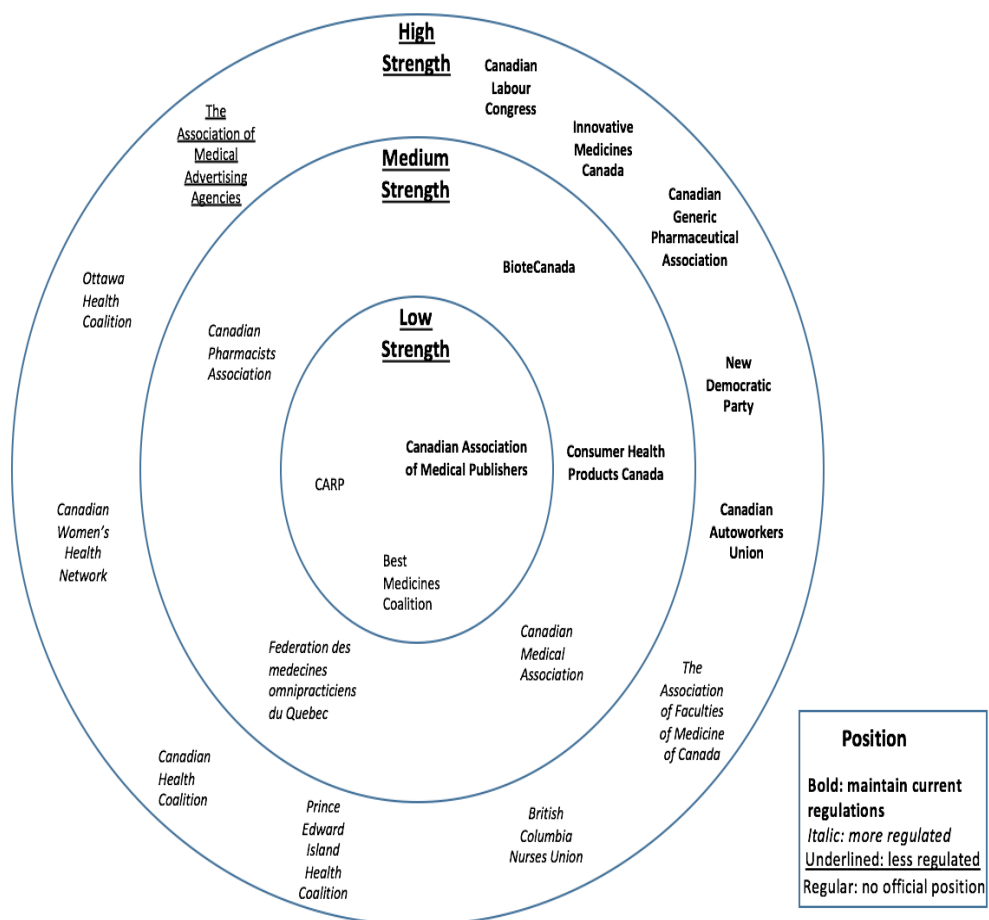 High
Strength
Canadian
Labour
Congress
Innovative
Medicines
Canada
The
Association of
Medical
Advertising
Agencies
Medium
Strength
Canadian
Generic
Pharmaceutical
Association
BioteCanada
Ottawa
Health
Coalition
Canadian
Pharmacists
Association
Low
Strength
New
Democratic
Party
Canadian Association
of Medical Publishers
Consumer Health
Products Canada
CARP
Canadian
Women's
Health
Network
Canadian
Autoworkers
Union
Best
Medicines
Coalition
Federation des
medecines
omnipracticiens
du Quebec
Canadian
Medical
Association
The
Association
of Faculties
of Medicine
of Canada
Canadian
Health
Coalition
Prince
Edward
Island
Health
Coalition
British
Columbia
Nurses Union
Position
Bold: maintain current
regulations
Italic: more regulated
Underlined: less regulated
Regular: no official position